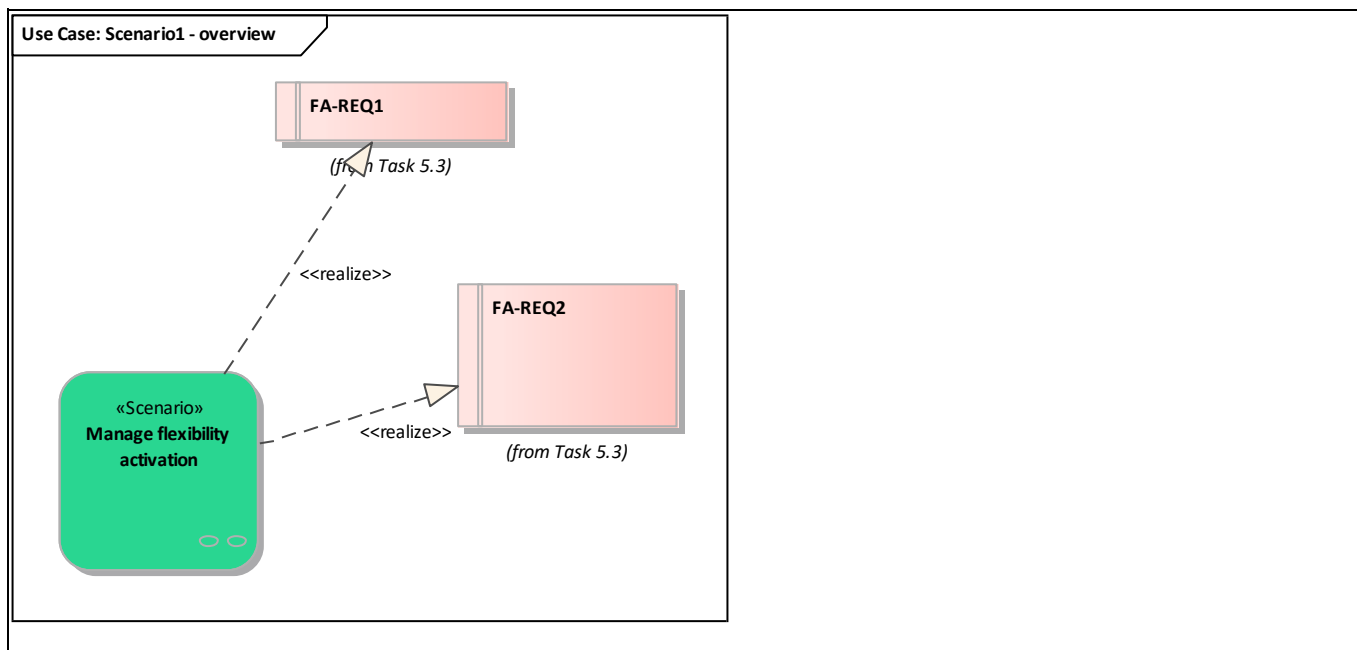 Use Case: Scenario1 - overview
FA-REQ1
(from Task 5.3)
<<realize>>
FA-REQ2
«Scenario»
Manage flexibility
activation
<<realize>>
(from Task 5.3)